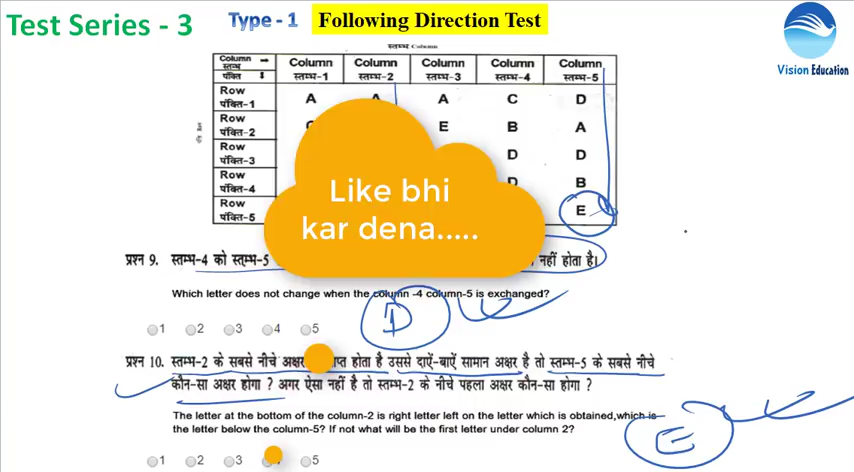 Test Series - 3
Type - 1
Following Direction Test
Vision Education
स्तम्भ Column
Column स्तम्भ
पंक्ति
Column स्तम्भ-1
Column स्तम्भ-2
Column स्तम्भ-3
Column स्तम्भ-4
Column स्तम्भ-5
Row पंक्ति-1 A A A C D
Row पंक्ति-2 E B A
Row पंक्ति-3 D D
Row पंक्ति-4 D B
Row पंक्ति-5 E
Like bhi
kar dena.....
प्रश्न 9. स्तम्भ-4 को स्तम्भ-5 नहीं होता है।
Which letter does not change when the column -4 column-5 is exchanged?
D
1 2 3 4 5
प्रश्न 10. स्तम्भ-2 के सबसे नीचे अक्षर प्त होता है उससे दाऐं-बाऐं सामान अक्षर है तो स्तम्भ-5 के सबसे नीचे
कौन-सा अक्षर होगा ? अगर ऐसा नहीं है तो स्तम्भ-2 के नीचे पहला अक्षर कौन-सा होगा ?
The letter at the bottom of the column-2 is right letter left on the letter which is obtained,which is
the letter below the column-5? If not what will be the first letter under column 2?
E
1 2 3 5